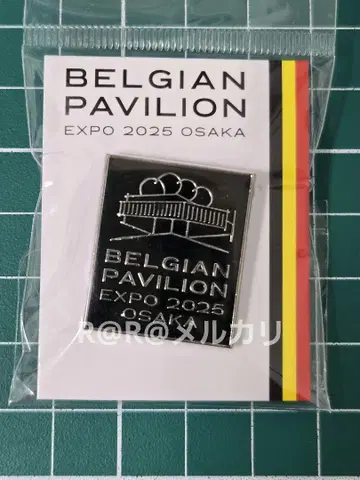 BELGIAN
PAVILION
EXPO 2025 OSAKA
BELGIAN
PAVILION
EXPO 2025
OSAKA
R@R@メルカリ